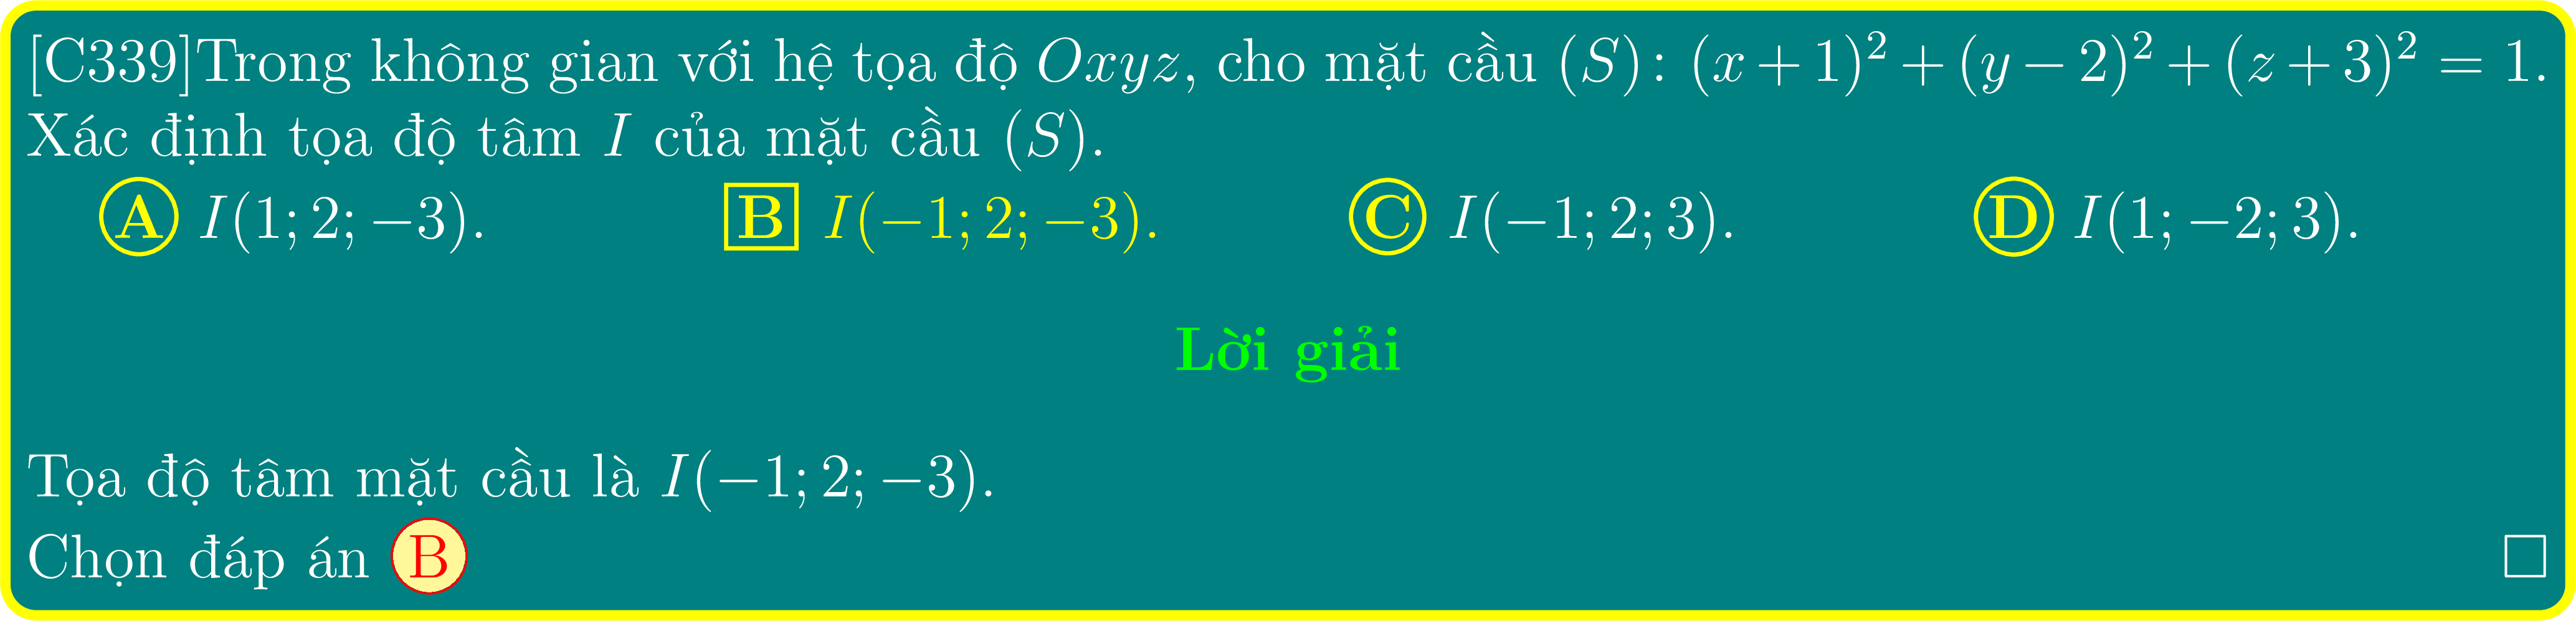 [C339]Trong không gian với hệ tọa độ Oxyz, cho mặt cầu (S): (x + 1)² + (y − 2)² + (z + 3)² = 1.
Xác định tọa độ tâm I của mặt cầu (S).
A I(1; 2; −3). B I(−1; 2; −3). C I(−1; 2; 3). D I(1; −2; 3).
Lời giải
Tọa độ tâm mặt cầu là I(−1; 2; −3).
Chọn đáp án B □